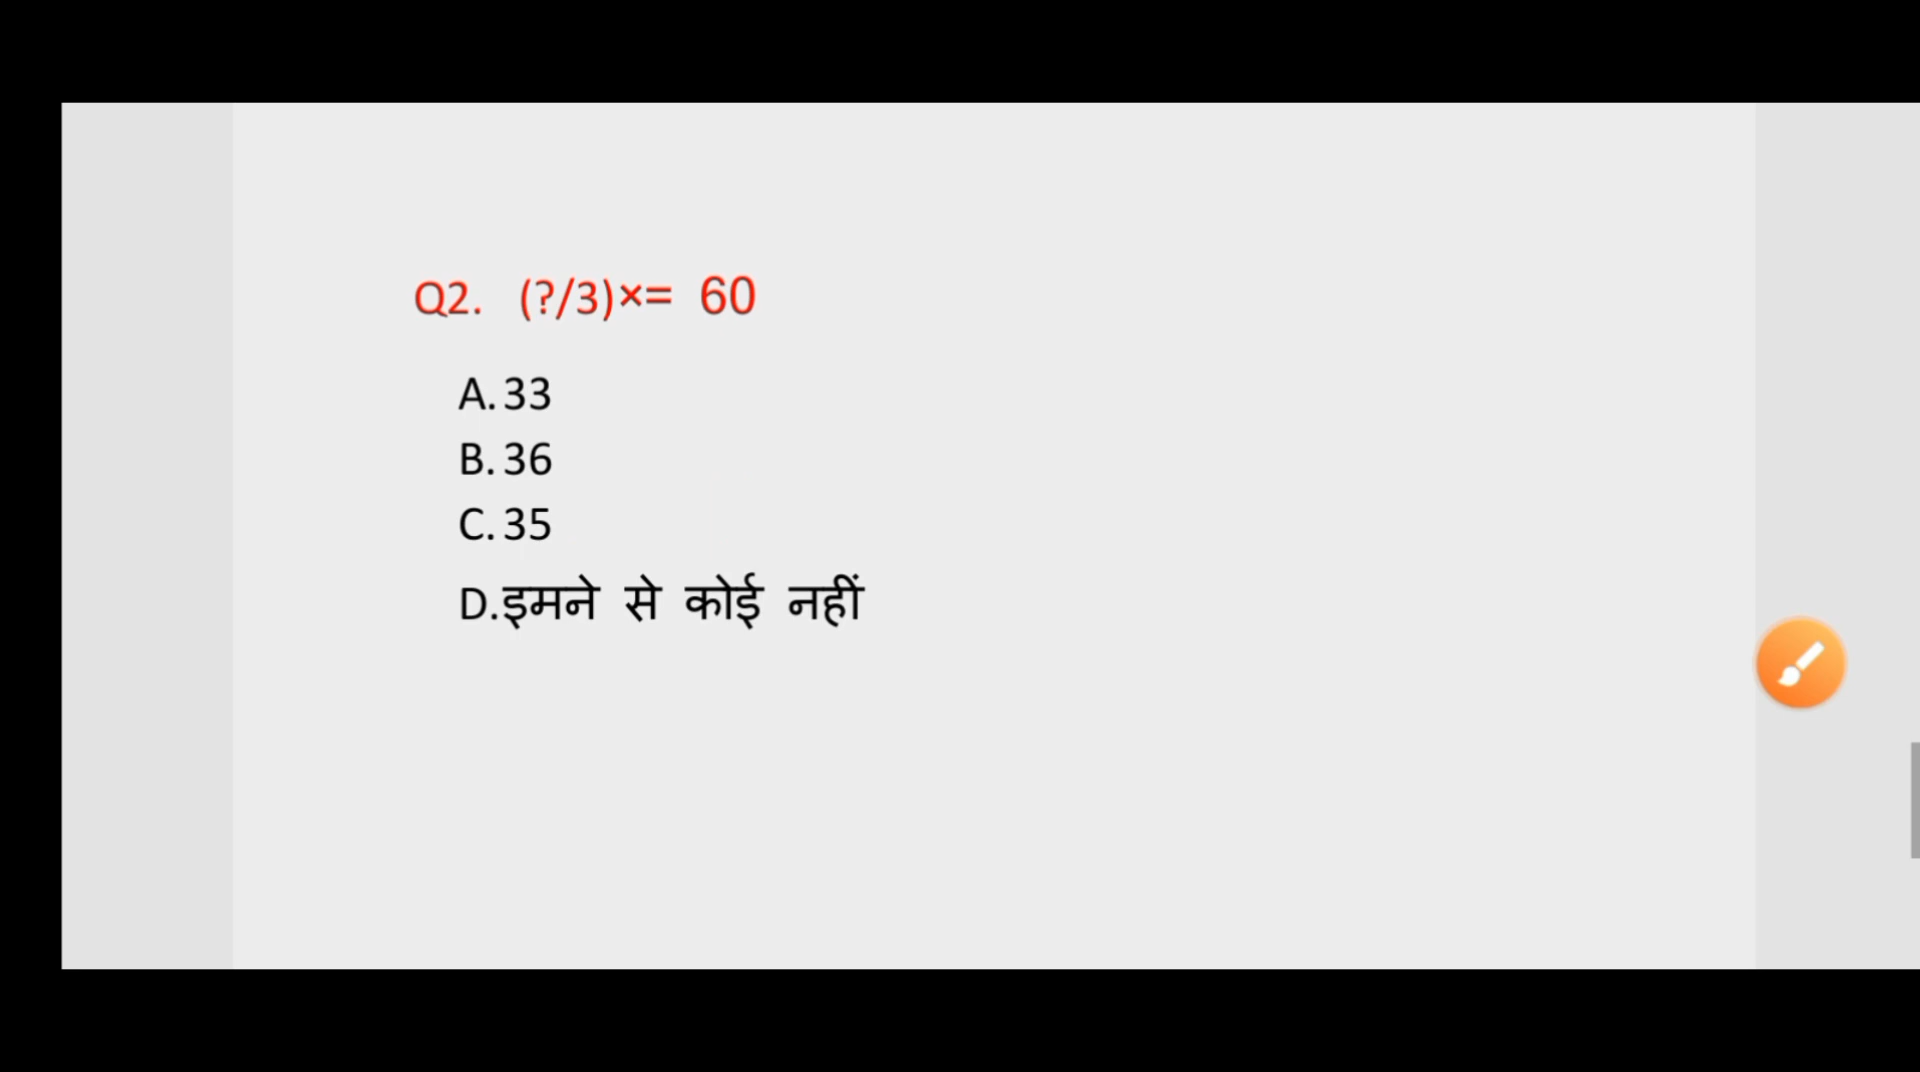 Q2. (?/3)×= 60
A.33
B.36
C.35
D.इमने से कोई नहीं